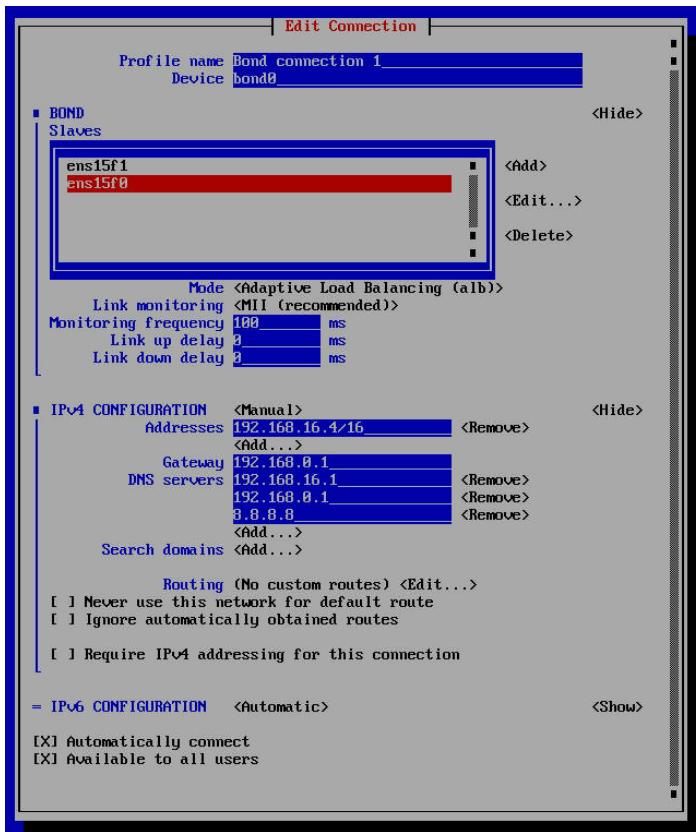 Edit Connection
Profile name Bond connection 1
Device bond0
BOND <Hide>
Slaves
ens15f1 <Add>
ens15f0
<Edit...>
<Delete>
Mode <Adaptive Load Balancing (alb)>
Link monitoring <MII (recommended)>
Monitoring frequency 100 ms
Link up delay 0 ms
Link down delay 0 ms
IPv4 CONFIGURATION <Manual> <Hide>
Addresses 192.168.16.4/16 <Remove>
<Add...>
Gateway 192.168.0.1
DNS servers 192.168.16.1 <Remove>
192.168.0.1 <Remove>
8.8.8.8 <Remove>
<Add...>
Search domains <Add...>
Routing (No custom routes) <Edit...>
[ ] Never use this network for default route
[ ] Ignore automatically obtained routes
[ ] Require IPv4 addressing for this connection
= IPv6 CONFIGURATION <Automatic> <Show>
[X] Automatically connect
[X] Available to all users